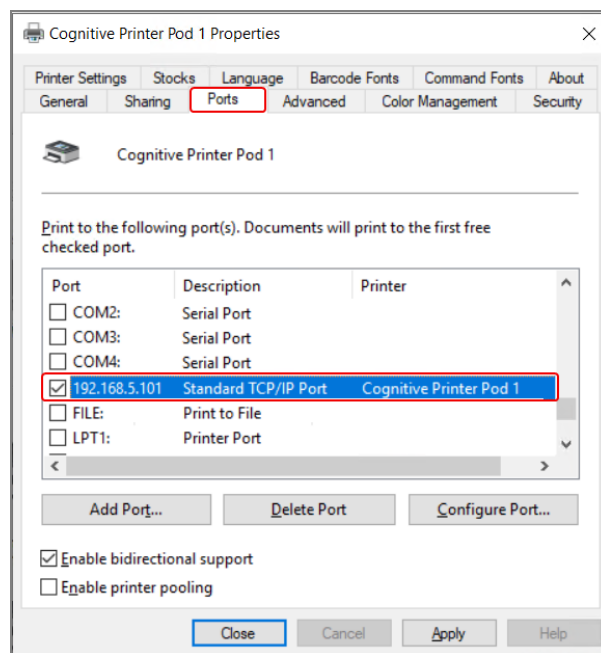 Cognitive Printer Pod 1 Properties
Printer Settings Stocks Language Barcode Fonts Command Fonts About
General Sharing Ports Advanced Color Management Security
Cognitive Printer Pod 1
Print to the following port(s). Documents will print to the first free
checked port.
Port Description Printer
COM2: Serial Port
COM3: Serial Port
COM4: Serial Port
192.168.5.101 Standard TCP/IP Port Cognitive Printer Pod 1
FILE: Print to File
LPT1: Printer Port
Add Port... Delete Port Configure Port...
Enable bidirectional support
Enable printer pooling
Close Cancel Apply Help